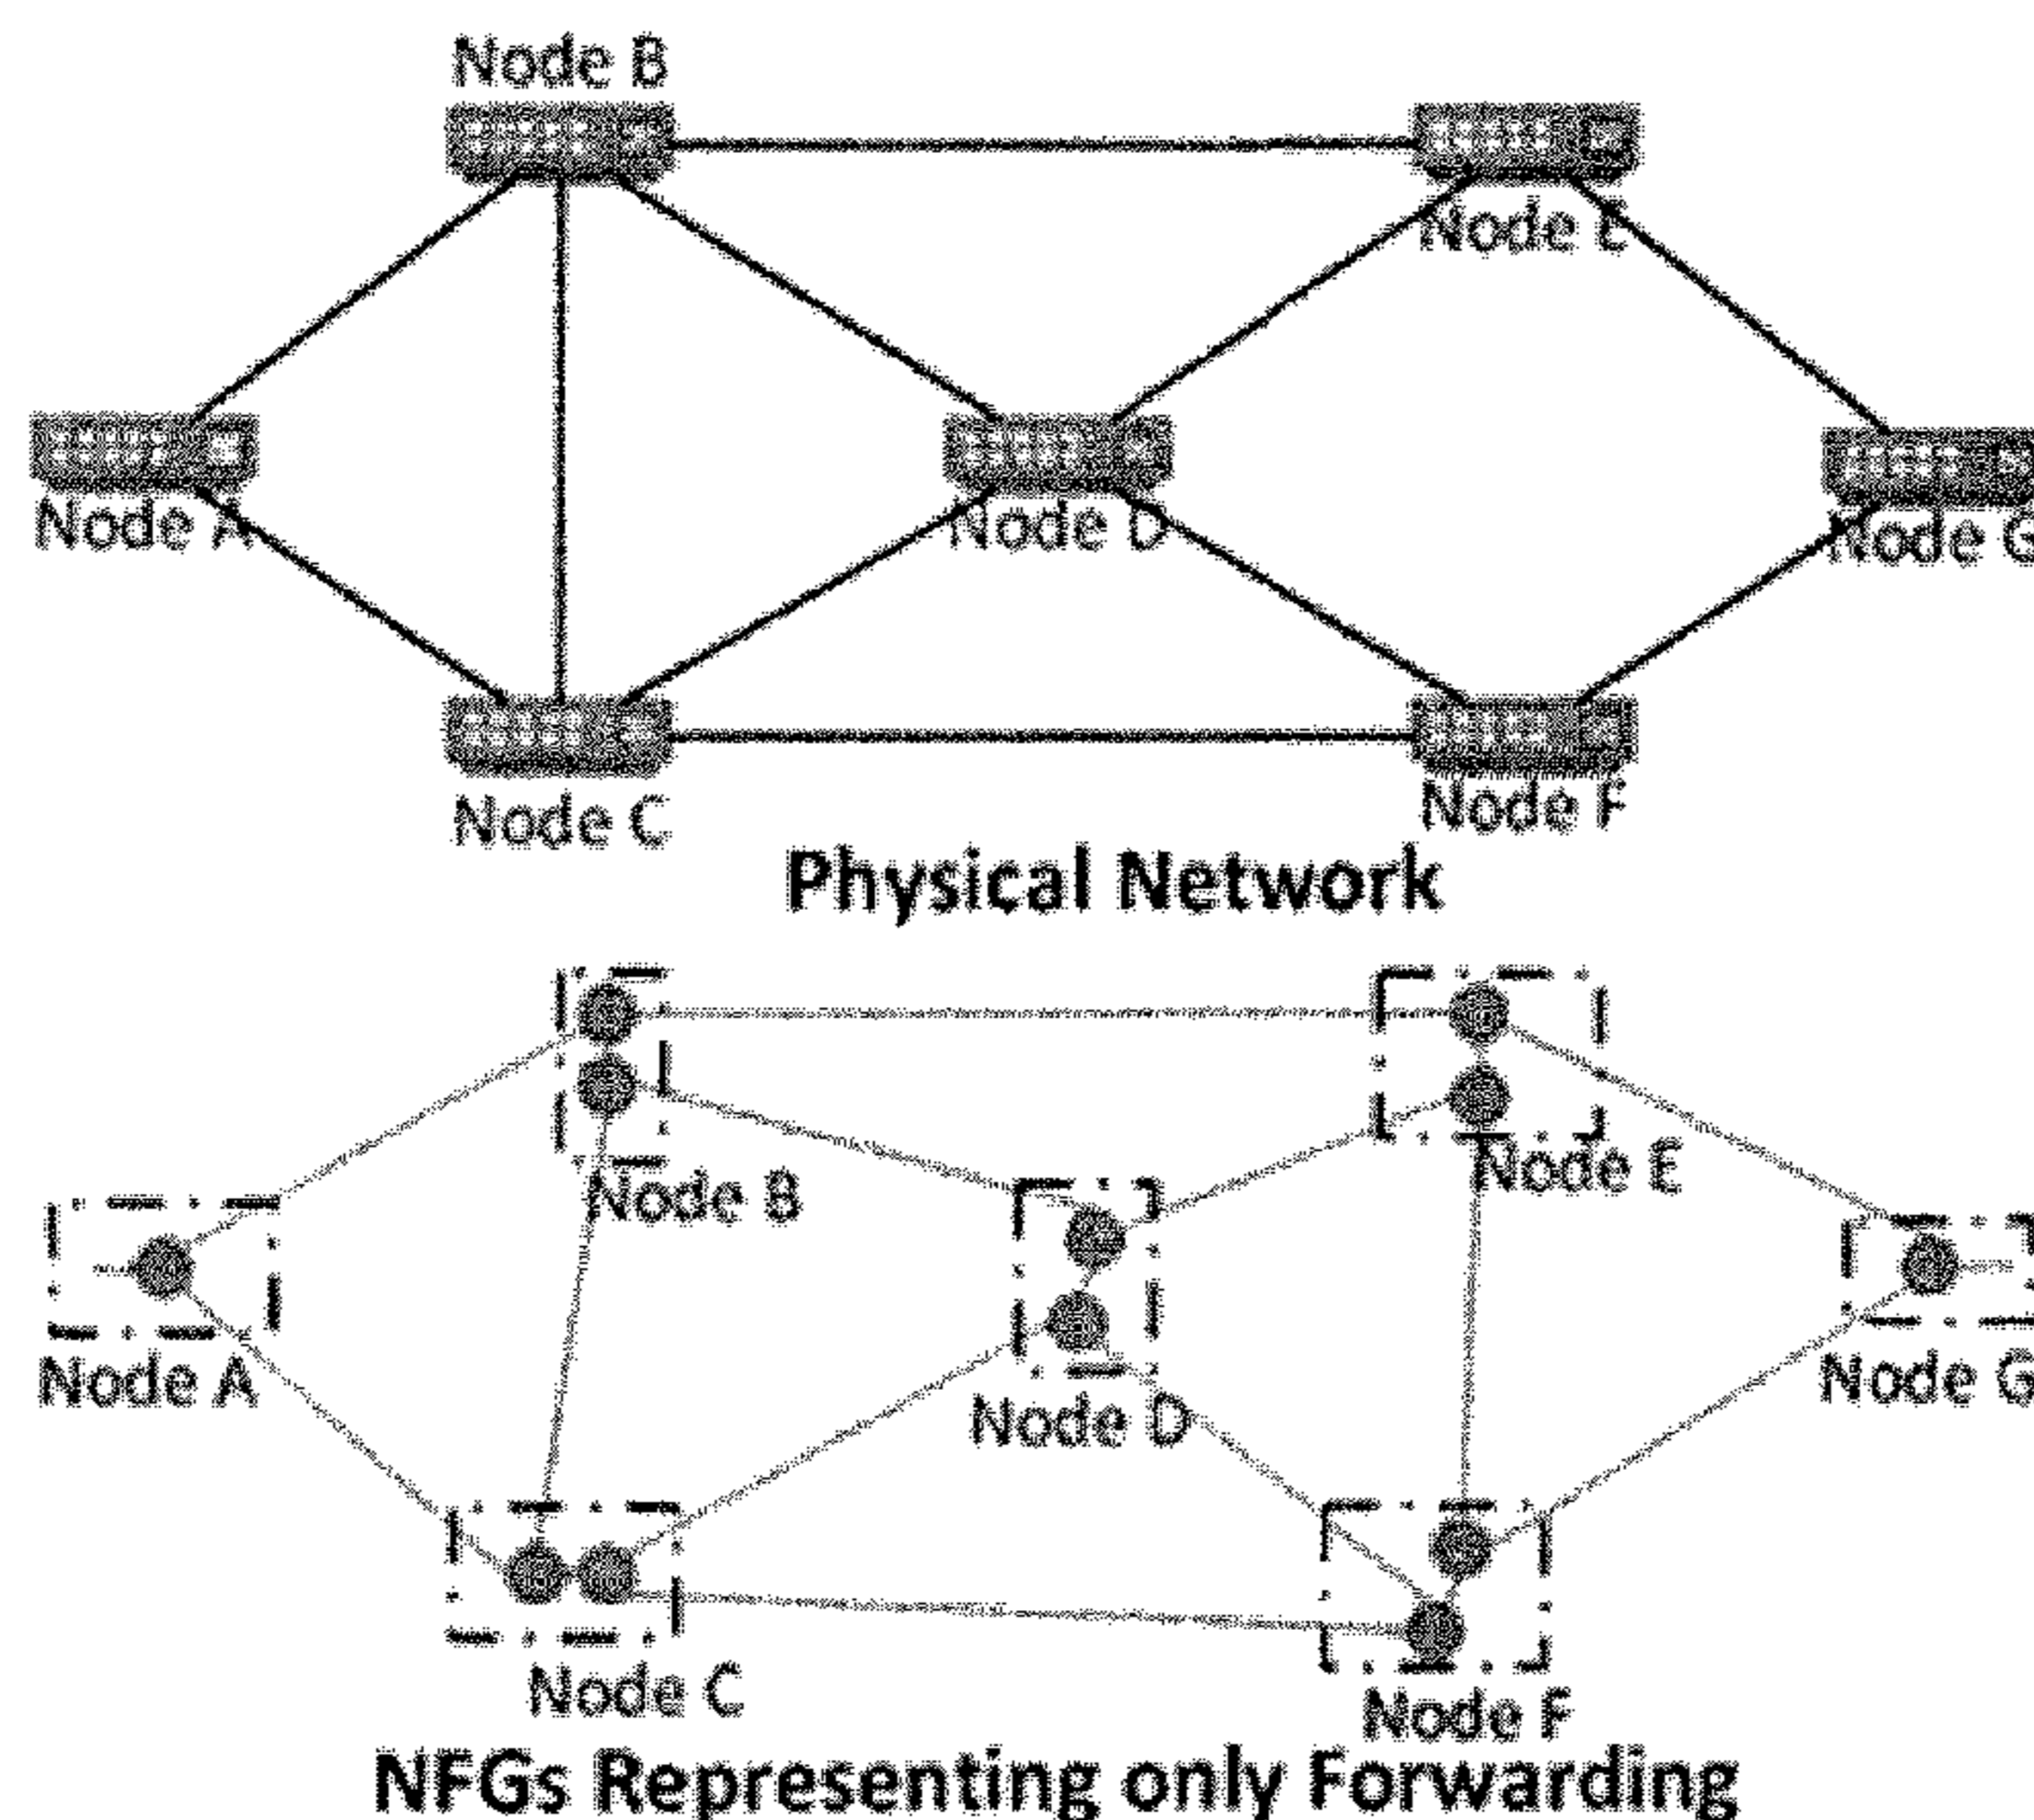 Node B
Node E
Node A
Node D
Node G
Node C
Node F
Physical Network
Node B
Node E
Node A
Node D
Node G
Node C
Node F
NFGs Representing only Forwarding